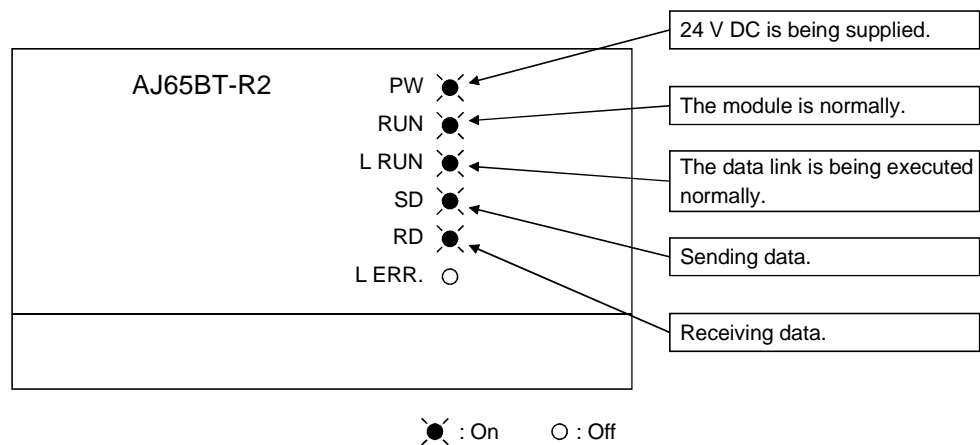 24 V DC is being supplied.
AJ65BT-R2
PW
RUN
L RUN
SD
RD
L ERR.
The module is normally.
The data link is being executed
normally.
Sending data.
Receiving data.
: On
: Off